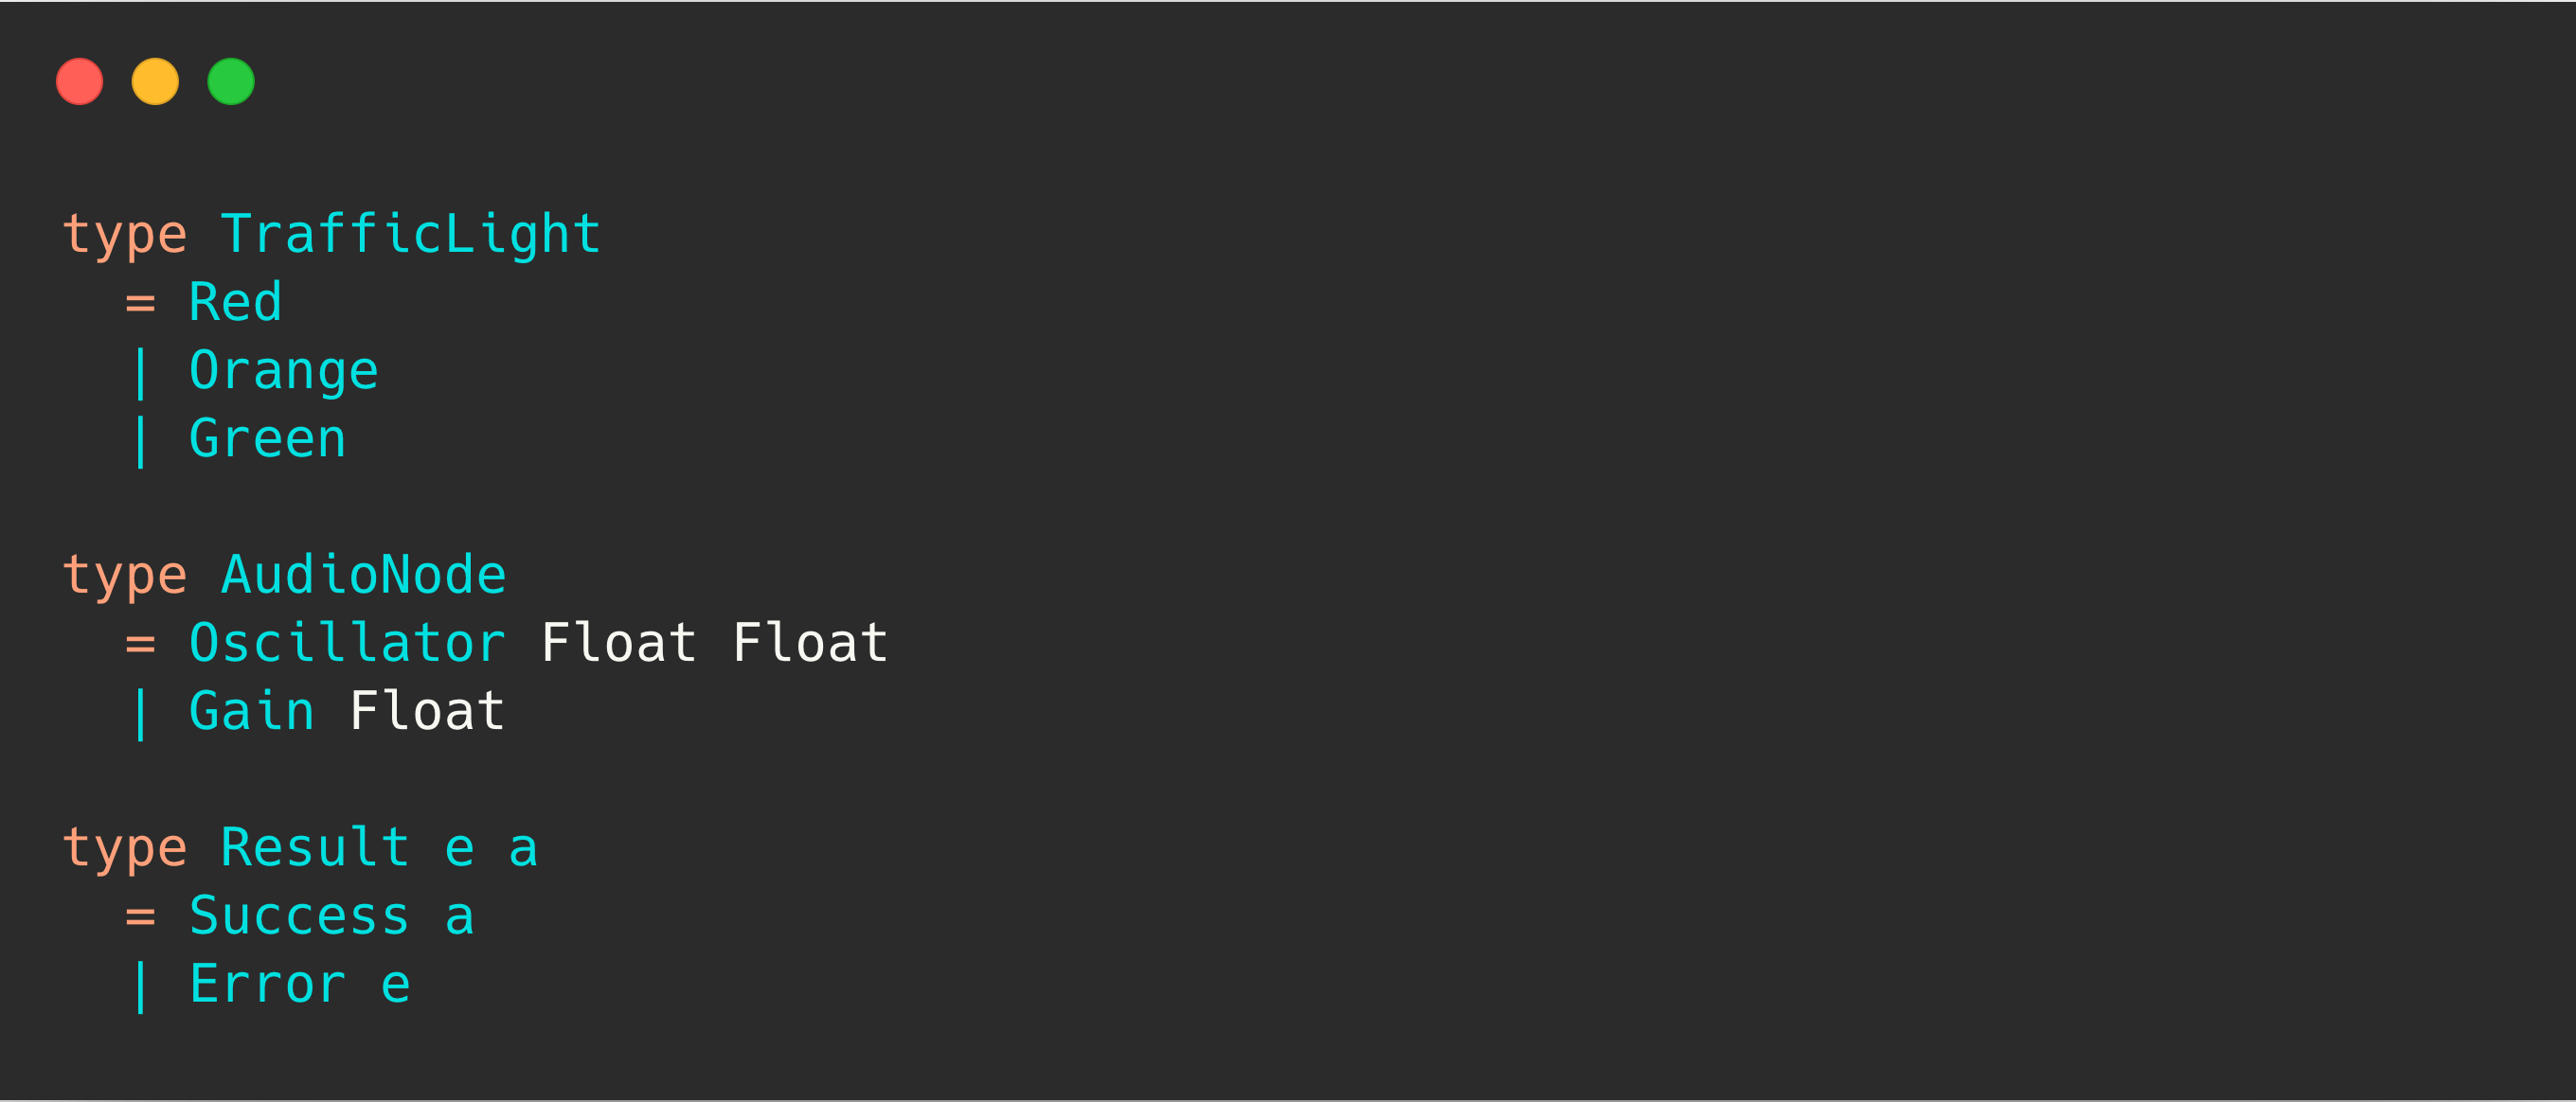 type TrafficLight
  = Red
  | Orange
  | Green

type AudioNode
  = Oscillator Float Float
  | Gain Float

type Result e a
  = Success a
  | Error e